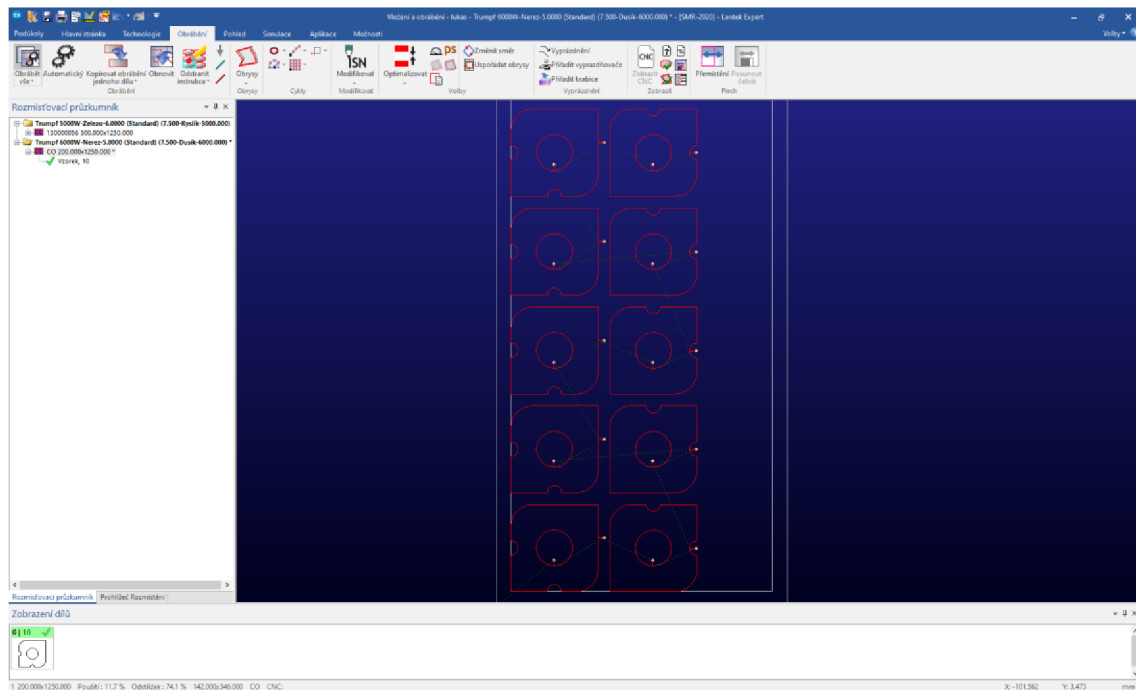 Vložení a obrábění - lukas - Trumpf 6000W-Nerez-5.0000 (Standard) (7.500-Dusik-6000.000) * - [SMR-2020] - Lantek Expert
Podúkoly Hlavní stránka Technologie Obrábění Pohled Simulace Aplikace Možnosti Volby
Obrábět vše Automatický Kopírovat obrábění jednoho dílu Obnovit Odstranit instrukce
Obrysy
Modifikovat
Optimalizovat
Změnit směr
Uspořádat obrysy
Vyprázdnění
Přiřadit vyprazdňovače
Přiřadit krabice
Zobrazit CNC
Přemístění
Posunout čelisti
Obrábění Obrysy Cykly Modifikovat Volby Vyprázdnění Zobrazit Plech
Rozmisťovací průzkumník
Trumpf 5000W-Zelezo-6.0000 (Standard) (7.500-Kyslik-5000.000)
130000056 500.000x1250.000
Trumpf 6000W-Nerez-5.0000 (Standard) (7.500-Dusik-6000.000) *
CO 200.000x1250.000 *
Vzorek, 10
Rozmisťovací průzkumník Prohlížeč Rozmístění
Zobrazení dílů
0| 10
1 200.000x1250.000 Použití: 11.7 % Odstřižek: 74.1 % 142.000x346.000 CO CNC: X: -101.562 Y: 3.473 mm